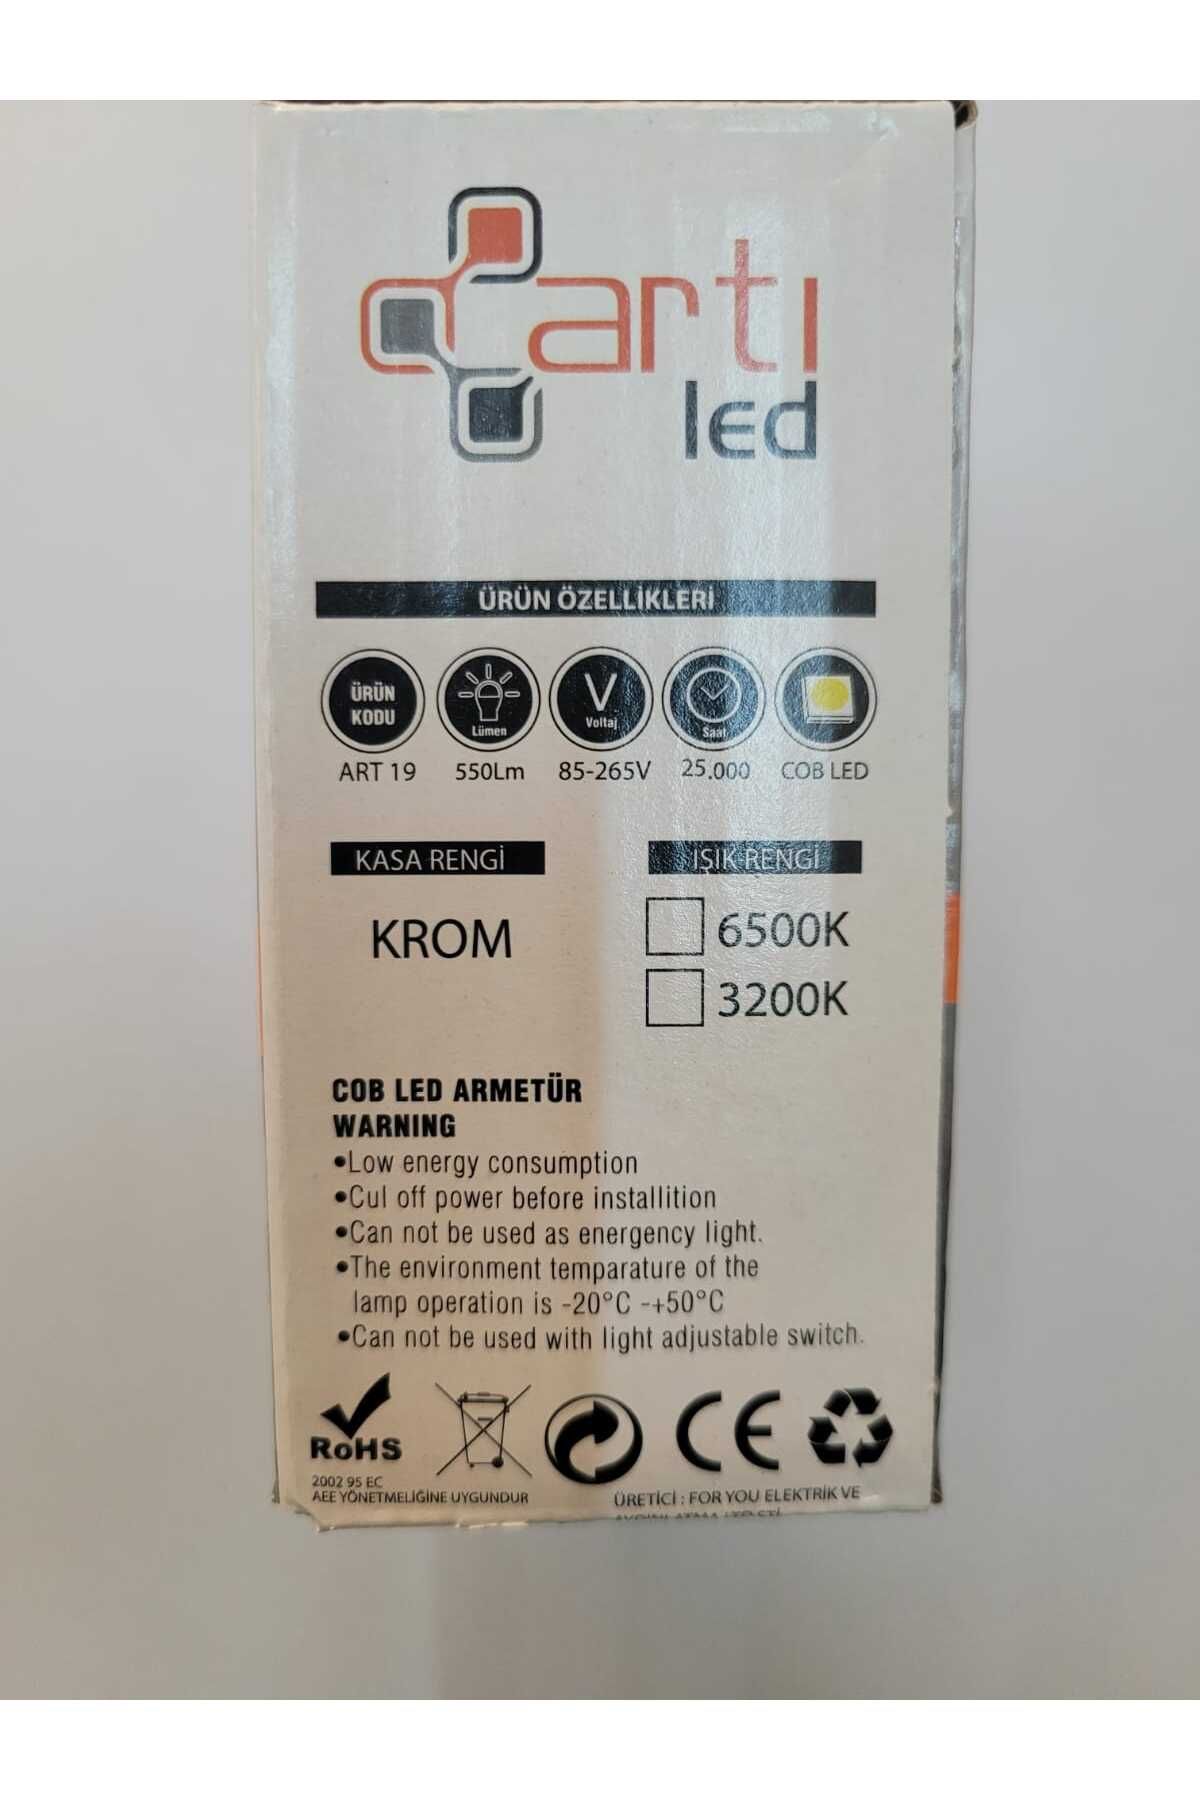 artı
led
ÜRÜN ÖZELLİKLERİ
ÜRÜN
KODU
Lümen
V
Voltaj
Saat
ART 19 550Lm 85-265V 25.000 COB LED
KASA RENGİ
IŞIK RENGİ
KROM
6500K
3200K
COB LED ARMETÜR
WARNING
•Low energy consumption
•Cul off power before installition
•Can not be used as energency light.
•The environment temparature of the
lamp operation is -20°C -+50°C
•Can not be used with light adjustable switch.
RoHS
CE
2002 95 EC
AEE YÖNETMELİĞİNE UYGUNDUR
ÜRETİCİ : FOR YOU ELEKTRİK VE
AYDINLATMA LTD.ŞTİ